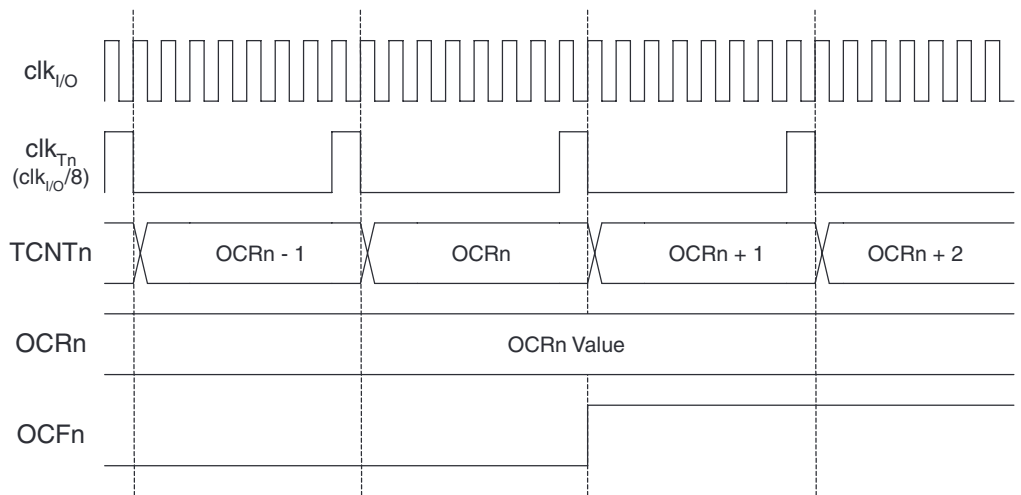 clkI/O
clkTn
(clkI/O/8)
TCNTn
OCRn - 1
OCRn
OCRn + 1
OCRn + 2
OCRn
OCRn Value
OCFn